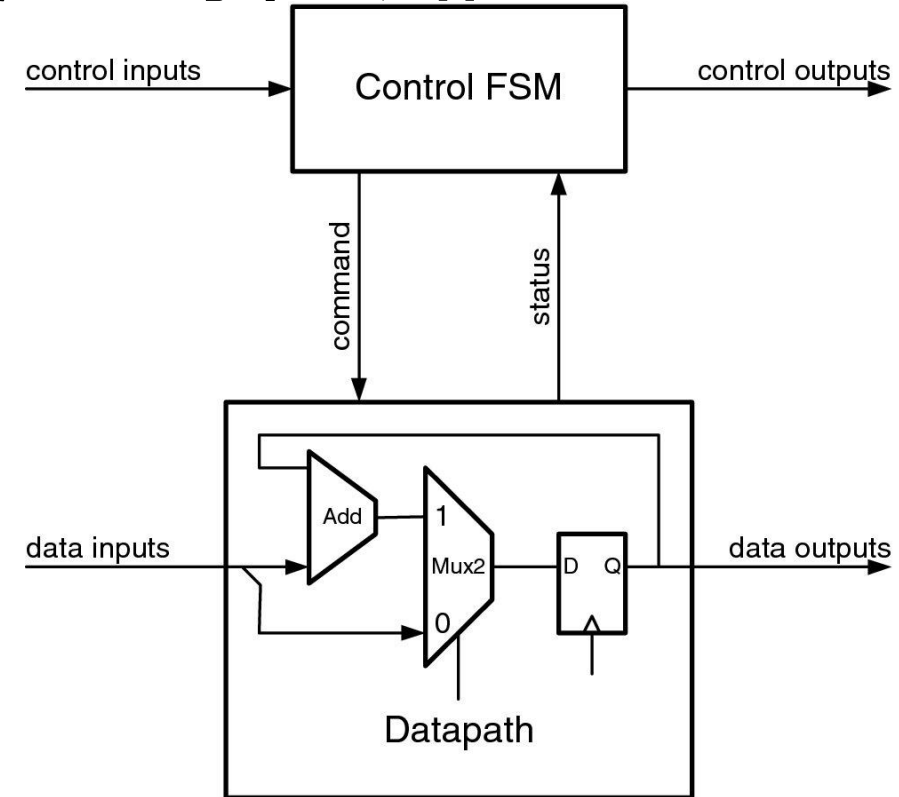 control inputs
Control FSM
control outputs
command
status
Add
1
Mux2
0
D Q
data inputs
data outputs
Datapath